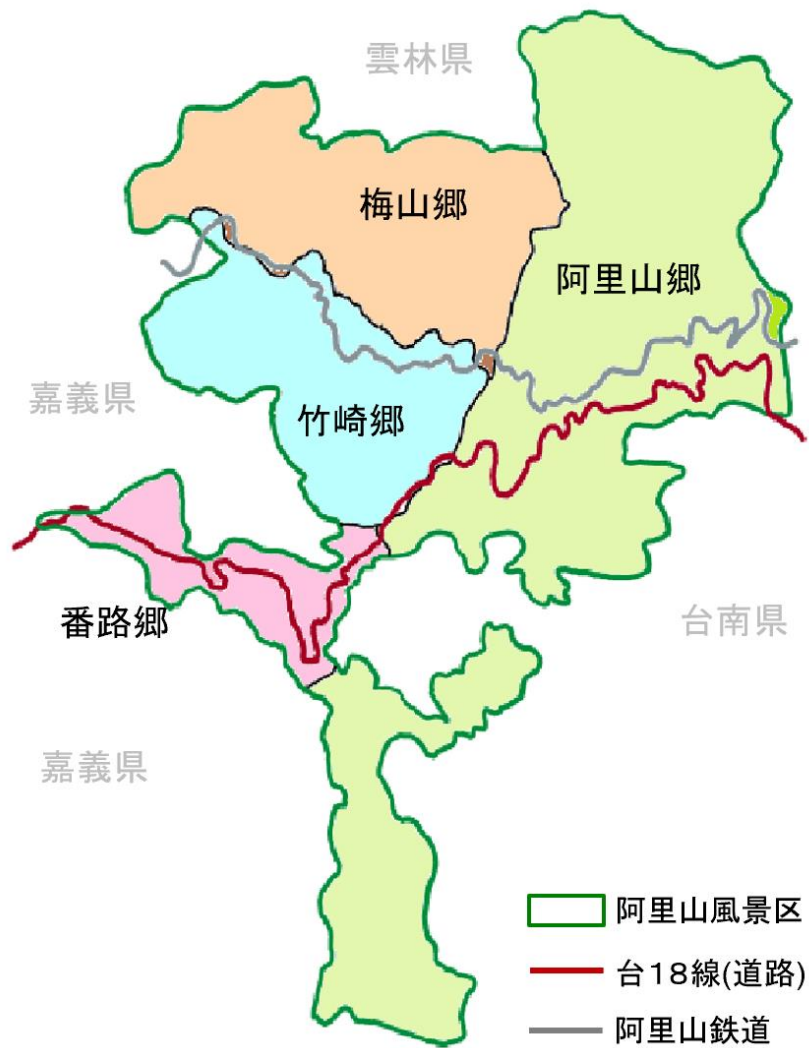 雲林県
梅山郷
阿里山郷
嘉義県
竹崎郷
番路郷
台南県
嘉義県
阿里山風景区
台18線(道路)
阿里山鉄道